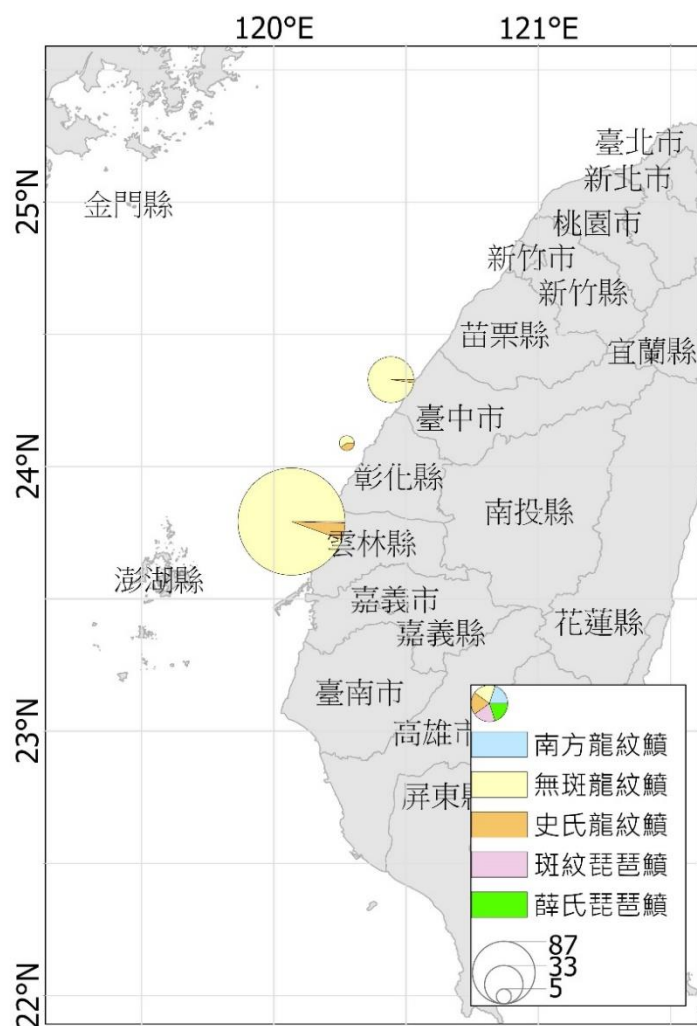 120°E
121°E
25°N
24°N
23°N
22°N
金門縣
臺北市
新北市
桃園市
新竹市
新竹縣
苗栗縣
宜蘭縣
臺中市
彰化縣
南投縣
雲林縣
澎湖縣
嘉義市
嘉義縣
花蓮縣
臺南市
高雄市
屏東縣
南方龍紋鱝
無斑龍紋鱝
史氏龍紋鱝
斑紋琵琶鱝
薛氏琵琶鱝
87
33
5